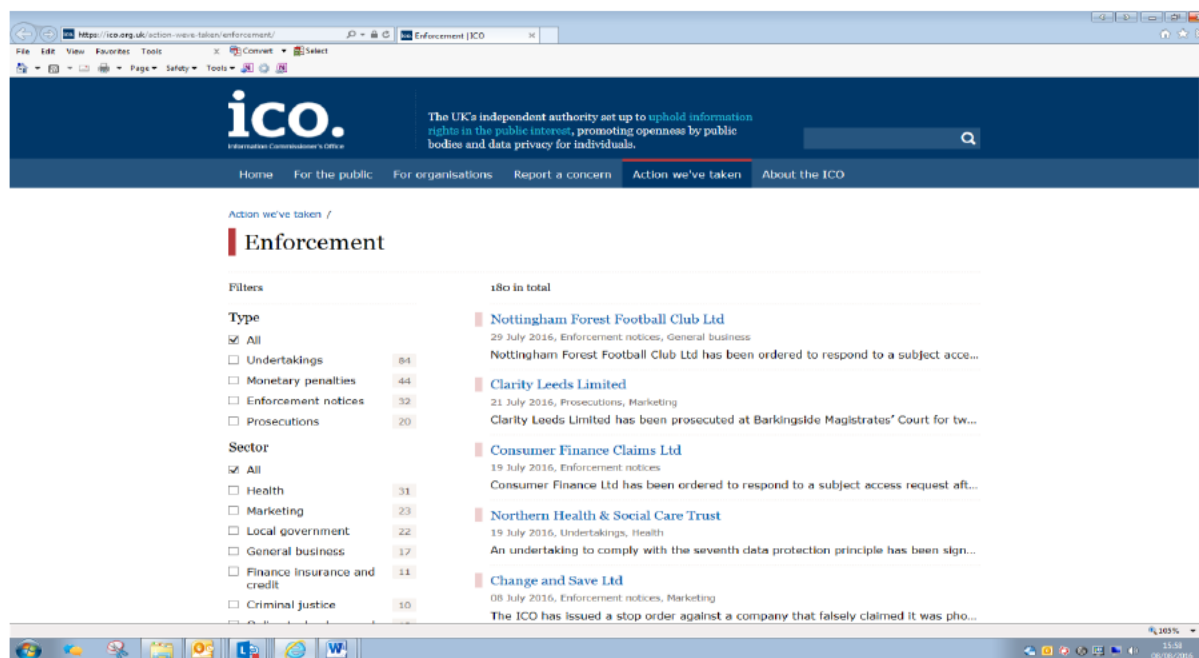 https://ico.org.uk/action-weve-taken/enforcement/
Enforcement | ICO
File Edit View Favorites Tools
x Convert Select
Page Safety Tools
ico.
Information Commissioner's Office
The UK's independent authority set up to uphold information
rights in the public interest, promoting openness by public
bodies and data privacy for individuals.
Home For the public For organisations Report a concern Action we've taken About the ICO
Action we've taken /
Enforcement
Filters
180 in total
Type
All
Undertakings 84
Monetary penalties 44
Enforcement notices 32
Prosecutions 20
Sector
All
Health 31
Marketing 23
Local government 22
General business 17
Finance insurance and 11
credit
Criminal justice 10
Nottingham Forest Football Club Ltd
29 July 2016, Enforcement notices, General business
Nottingham Forest Football Club Ltd has been ordered to respond to a subject acce...
Clarity Leeds Limited
21 July 2016, Prosecutions, Marketing
Clarity Leeds Limited has been prosecuted at Barkingside Magistrates' Court for tw...
Consumer Finance Claims Ltd
19 July 2016, Enforcement notices
Consumer Finance Ltd has been ordered to respond to a subject access request aft...
Northern Health & Social Care Trust
19 July 2016, Undertakings, Health
An undertaking to comply with the seventh data protection principle has been sign...
Change and Save Ltd
08 July 2016, Enforcement notices, Marketing
The ICO has issued a stop order against a company that falsely claimed it was pho...
105%
15:53